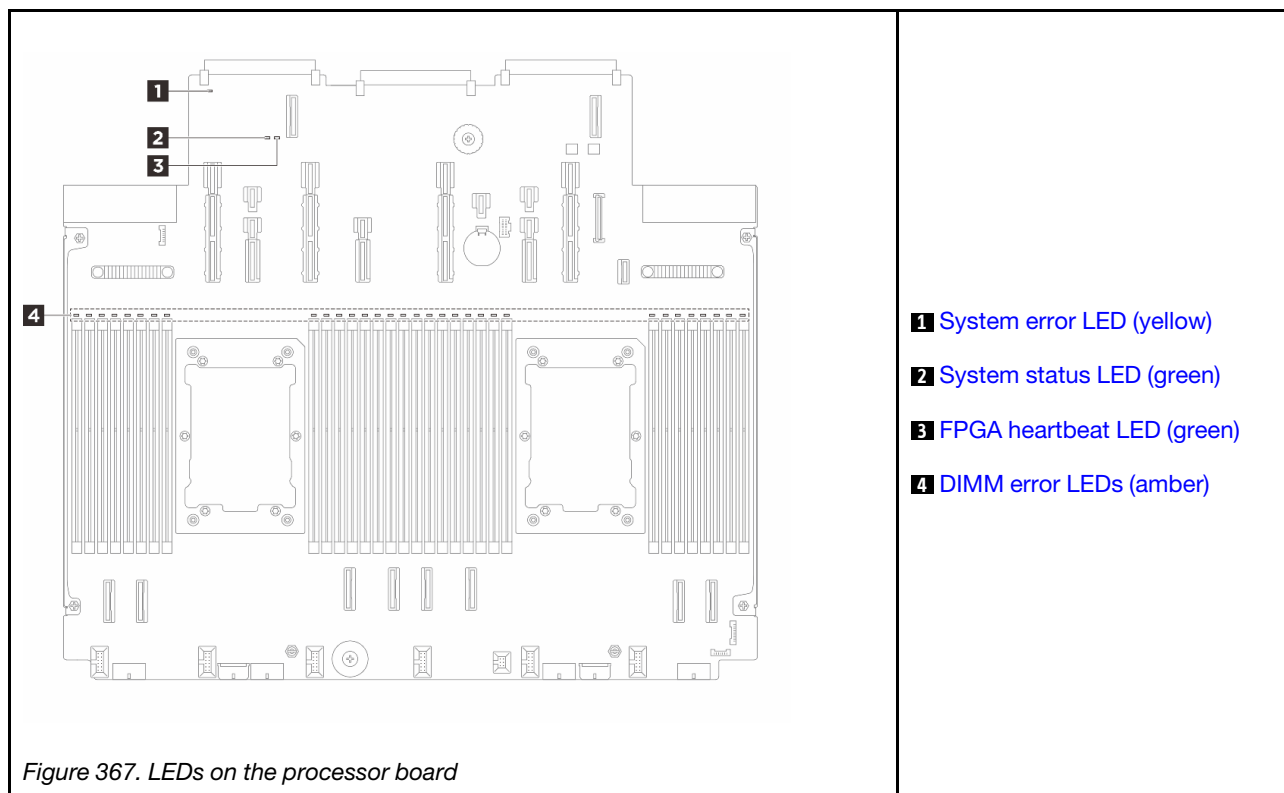 1
2
3
4
Figure 367. LEDs on the processor board
1 System error LED (yellow)
2 System status LED (green)
3 FPGA heartbeat LED (green)
4 DIMM error LEDs (amber)